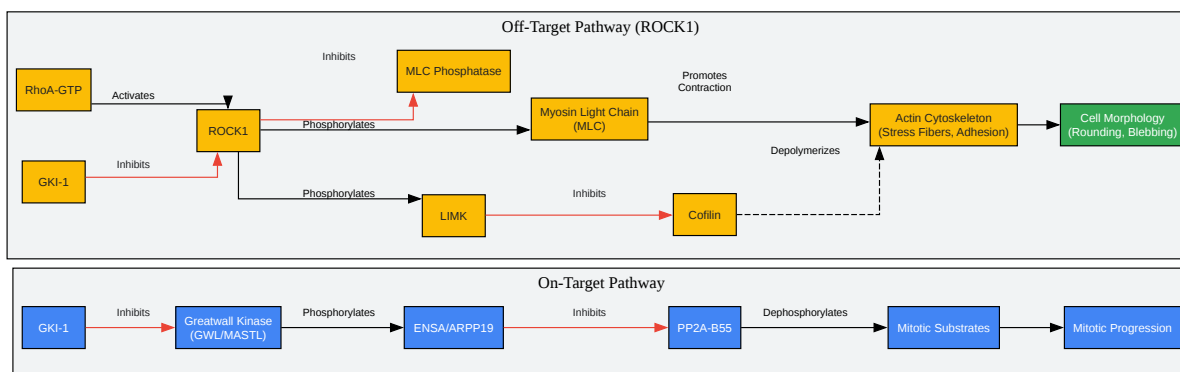 Off-Target Pathway (ROCK1)
Inhibits
MLC Phosphatase
RhoA-GTP
Activates
Promotes
Contraction
ROCK1
Phosphorylates
Myosin Light Chain
(MLC)
Actin Cytoskeleton
(Stress Fibers, Adhesion)
Cell Morphology
(Rounding, Blebbing)
Depolymerizes
GKI-1
Inhibits
Phosphorylates
LIMK
Inhibits
Cofilin
On-Target Pathway
GKI-1
Inhibits
Greatwall Kinase
(GWL/MASTL)
Phosphorylates
ENSA/ARPP19
Inhibits
PP2A-B55
Dephosphorylates
Mitotic Substrates
Mitotic Progression